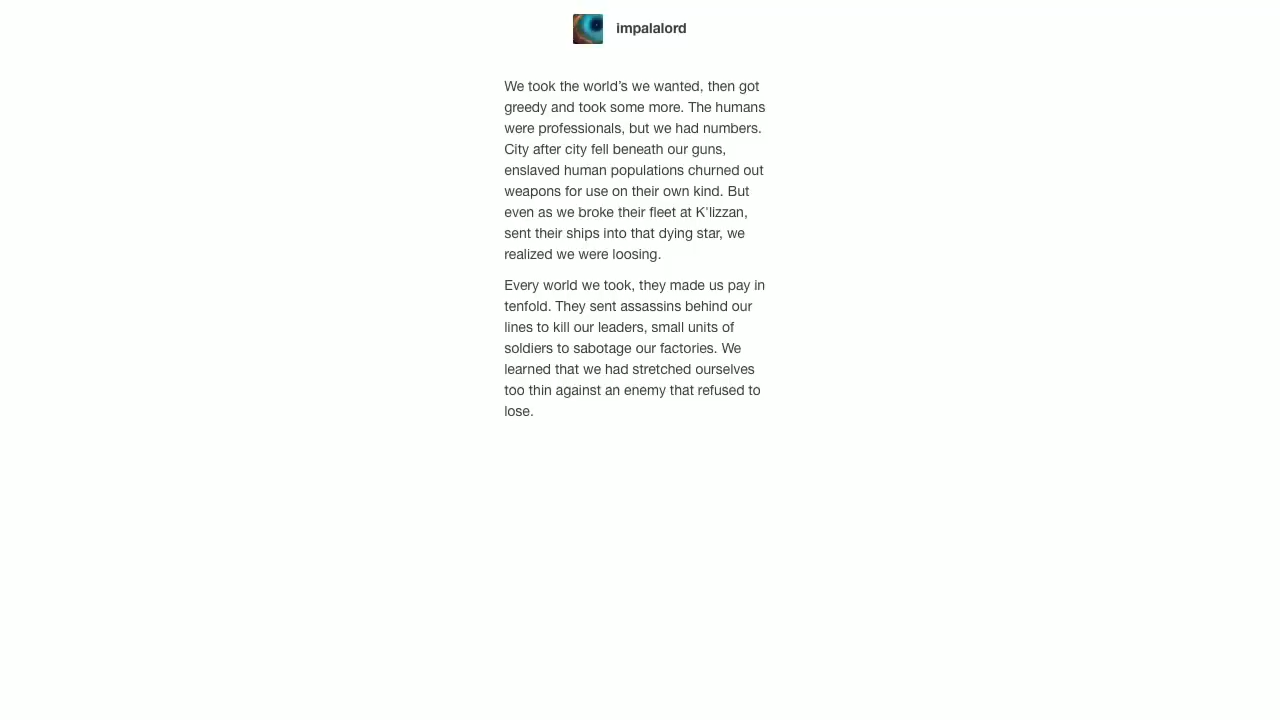 impalalord
We took the world’s we wanted, then got
greedy and took some more. The humans
were professionals, but we had numbers.
City after city fell beneath our guns,
enslaved human populations churned out
weapons for use on their own kind. But
even as we broke their fleet at K’lizzan,
sent their ships into that dying star, we
realized we were loosing.
Every world we took, they made us pay in
tenfold. They sent assassins behind our
lines to kill our leaders, small units of
soldiers to sabotage our factories. We
learned that we had stretched ourselves
too thin against an enemy that refused to
lose.